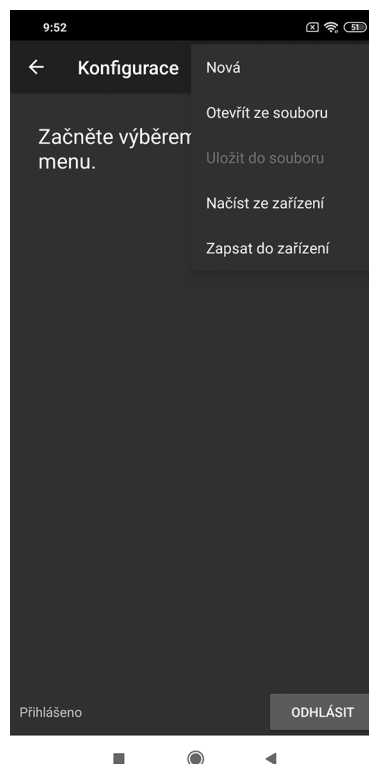 9:52
51
Konfigurace
Nová
Otevřít ze souboru
Uložit do souboru
Načíst ze zařízení
Zapsat do zařízení
Začněte výběrem
menu.
Přihlášeno
ODHLÁSIT